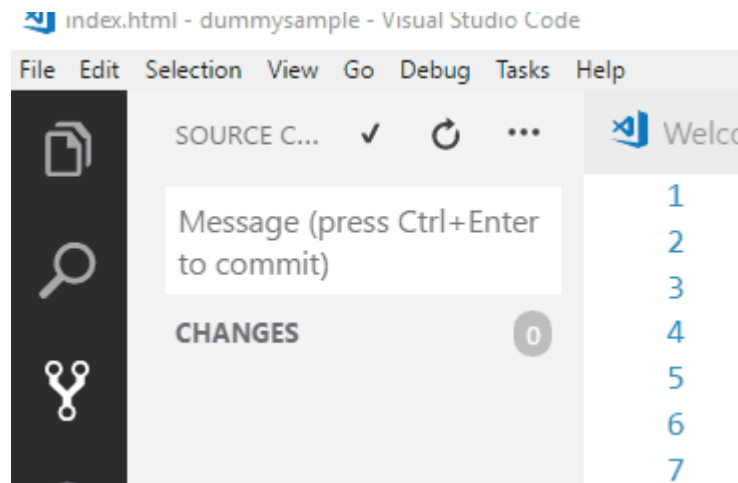 index.html - dummysample - Visual Studio Code
File Edit Selection View Go Debug Tasks Help
SOURCE C...
Welco
Message (press Ctrl+Enter
to commit)
CHANGES 0
1
2
3
4
5
6
7